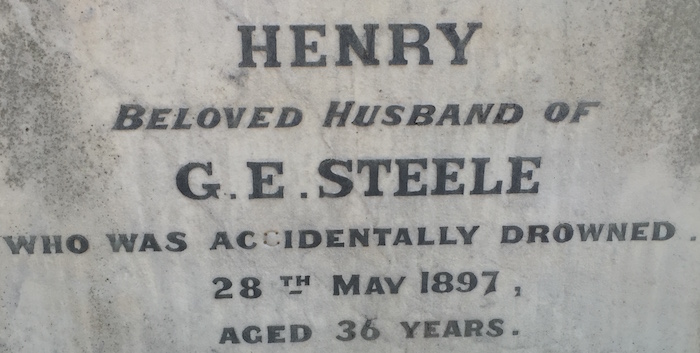 HENRY
BELOVED HUSBAND OF
G.E.STEELE
WHO WAS ACCIDENTALLY DROWNED.
28TH MAY 1897,
AGED 36 YEARS.